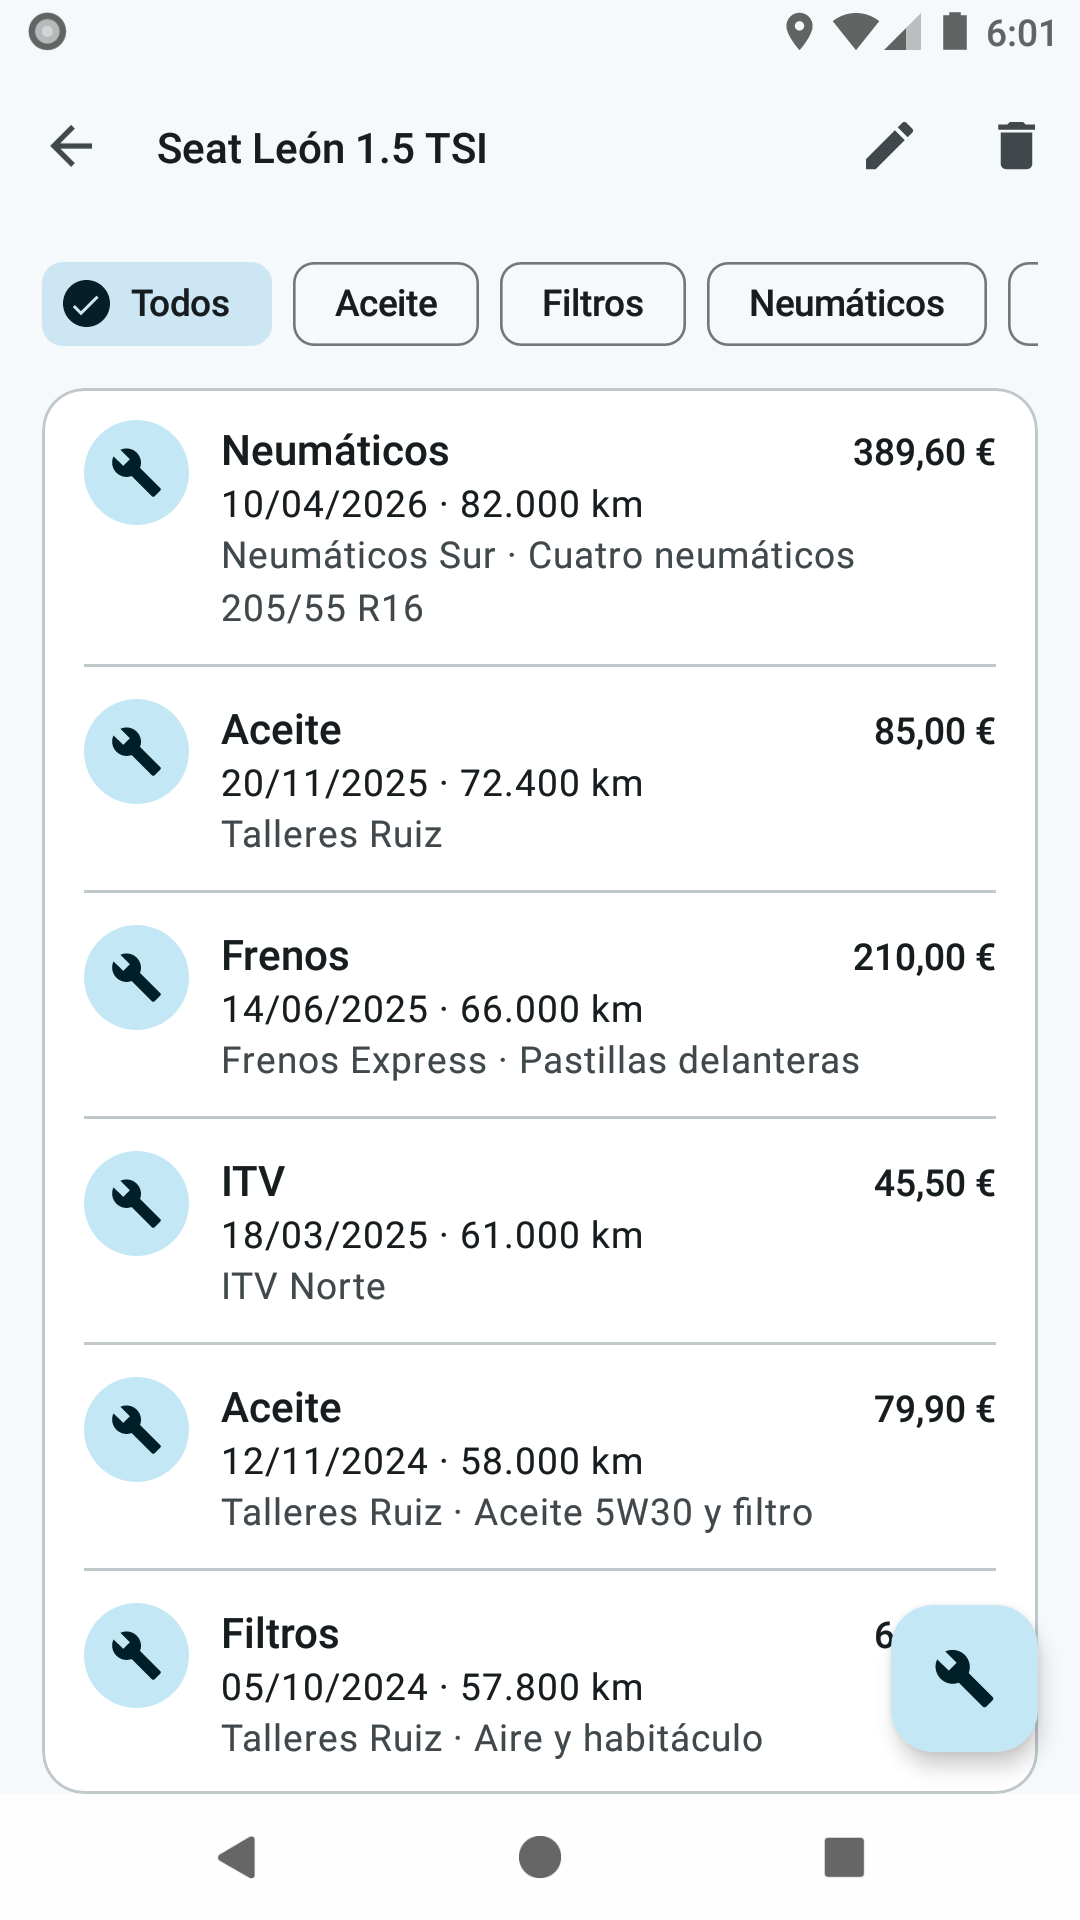 6:01
Seat León 1.5 TSI
Todos
Aceite
Filtros
Neumáticos
Neumáticos
389,60 €
10/04/2026 · 82.000 km
Neumáticos Sur · Cuatro neumáticos
205/55 R16
Aceite
85,00 €
20/11/2025 · 72.400 km
Talleres Ruiz
Frenos
210,00 €
14/06/2025 · 66.000 km
Frenos Express · Pastillas delanteras
ITV
45,50 €
18/03/2025 · 61.000 km
ITV Norte
Aceite
79,90 €
12/11/2024 · 58.000 km
Talleres Ruiz · Aceite 5W30 y filtro
Filtros
05/10/2024 · 57.800 km
Talleres Ruiz · Aire y habitáculo